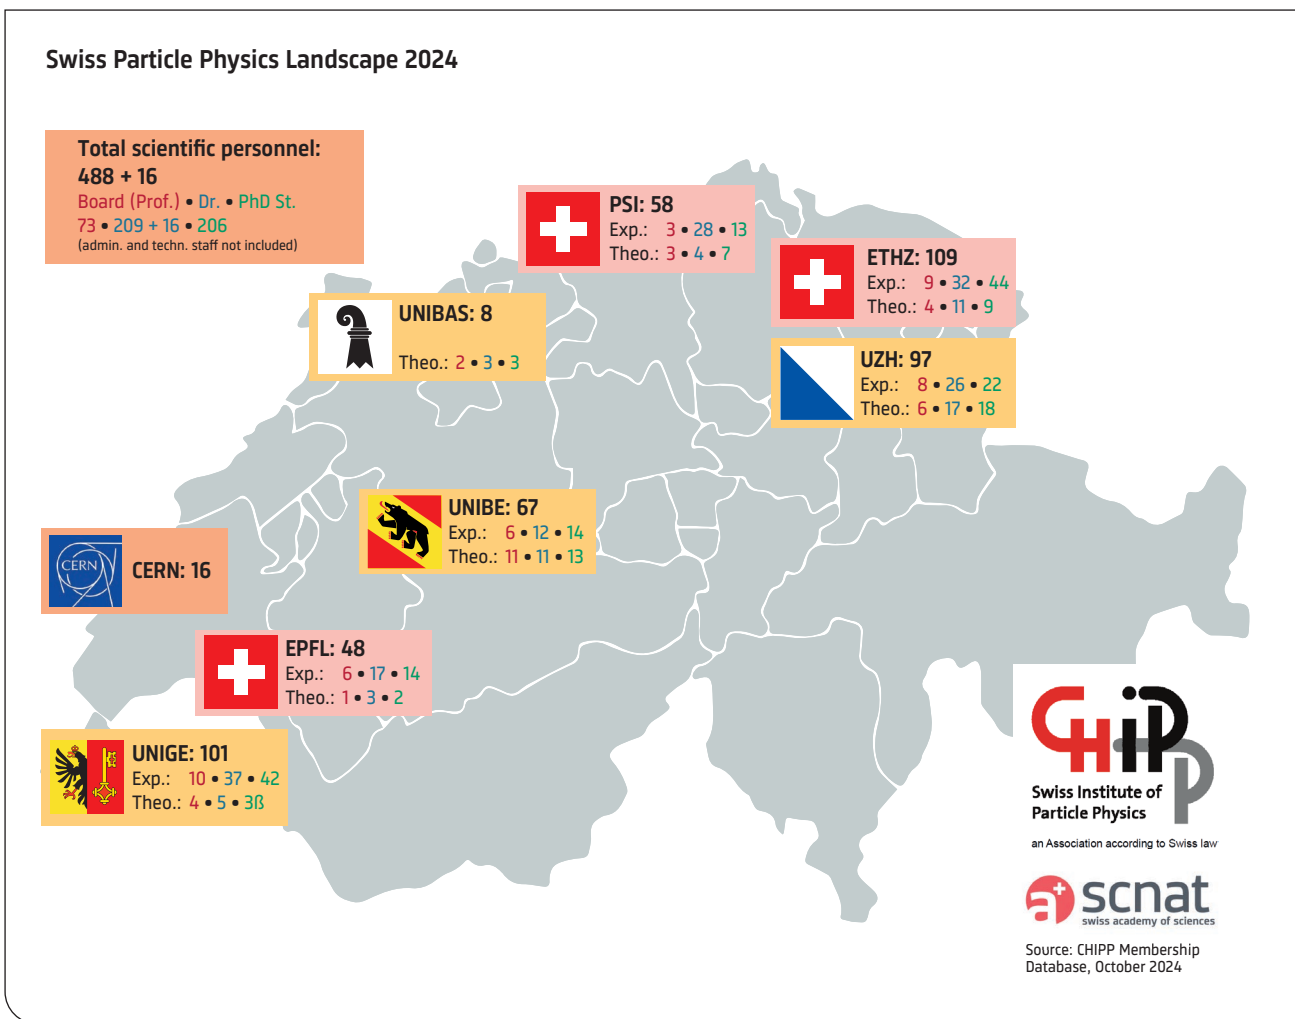 Swiss Particle Physics Landscape 2024
Total scientific personnel:
488 + 16
Board (Prof.) • Dr. • PhD St.
73 • 209 + 16 • 206
(admin. and techn. staff not included)
PSI: 58
Exp.: 3 • 28 • 13
Theo.: 3 • 4 • 7
ETHZ: 109
Exp.: 9 • 32 • 44
Theo.: 4 • 11 • 9
UNIBAS: 8
Theo.: 2 • 3 • 3
UZH: 97
Exp.: 8 • 26 • 22
Theo.: 6 • 17 • 18
UNIBE: 67
Exp.: 6 • 12 • 14
Theo.: 11 • 11 • 13
CERN
CERN: 16
EPFL: 48
Exp.: 6 • 17 • 14
Theo.: 1 • 3 • 2
UNIGE: 101
Exp.: 10 • 37 • 42
Theo.: 4 • 5 • 3ß
CHiPP
Swiss Institute of
Particle Physics
an Association according to Swiss law
a+ scnat
swiss academy of sciences
Source: CHIPP Membership
Database, October 2024